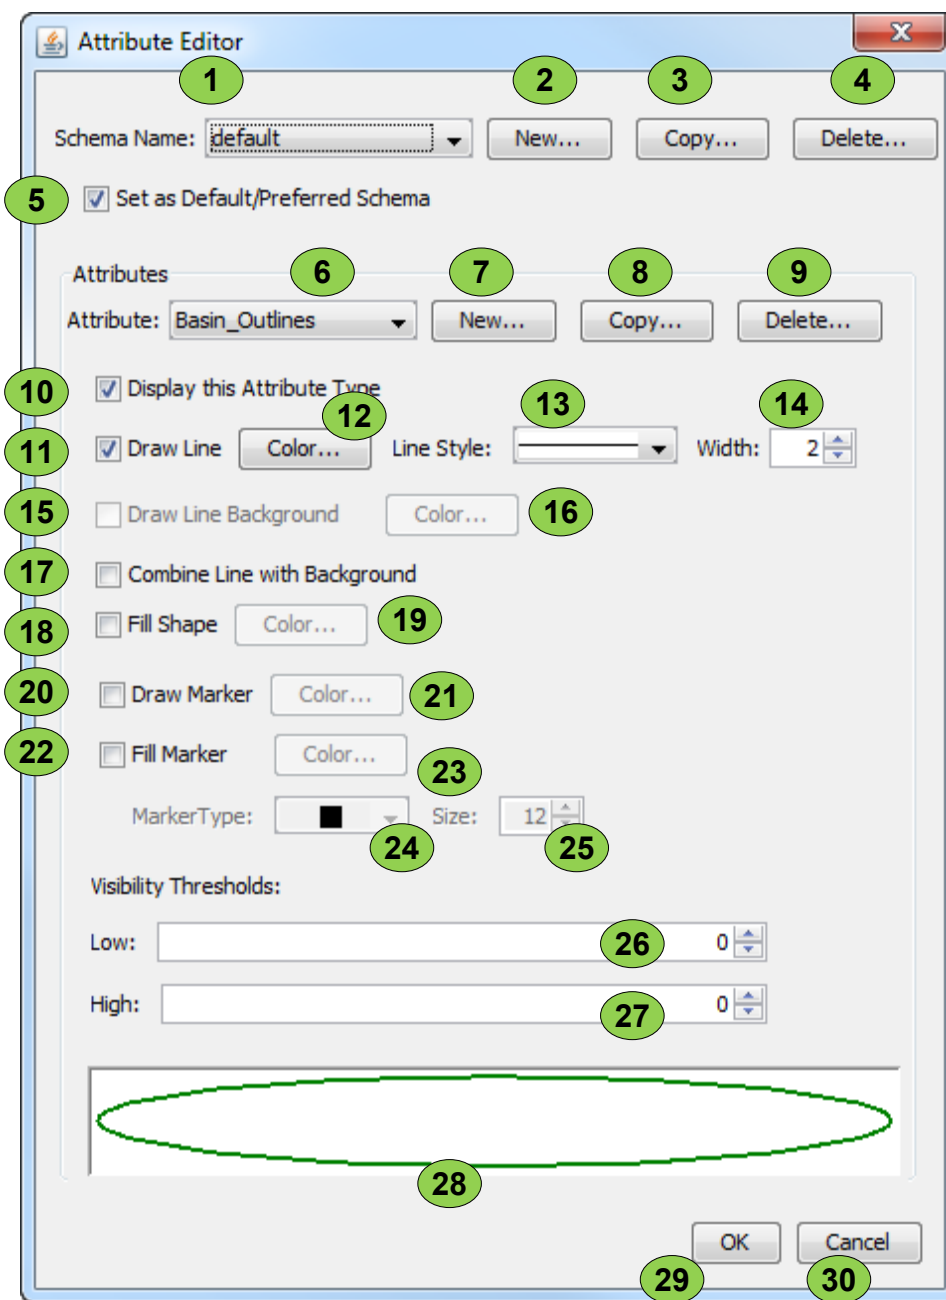 Attribute Editor
1 2 3 4
Schema Name: default New... Copy... Delete...
5 Set as Default/Preferred Schema
Attributes 6 7 8 9
Attribute: Basin_Outlines New... Copy... Delete...
10 Display this Attribute Type
12 13 14
11 Draw Line Color... Line Style: Width: 2
15 Draw Line Background Color... 16
17 Combine Line with Background
18 Fill Shape Color... 19
20 Draw Marker Color... 21
22 Fill Marker Color... 23
MarkerType: Size: 12
24 25
Visibility Thresholds:
Low: 26 0
High: 27 0
28
OK Cancel
29 30